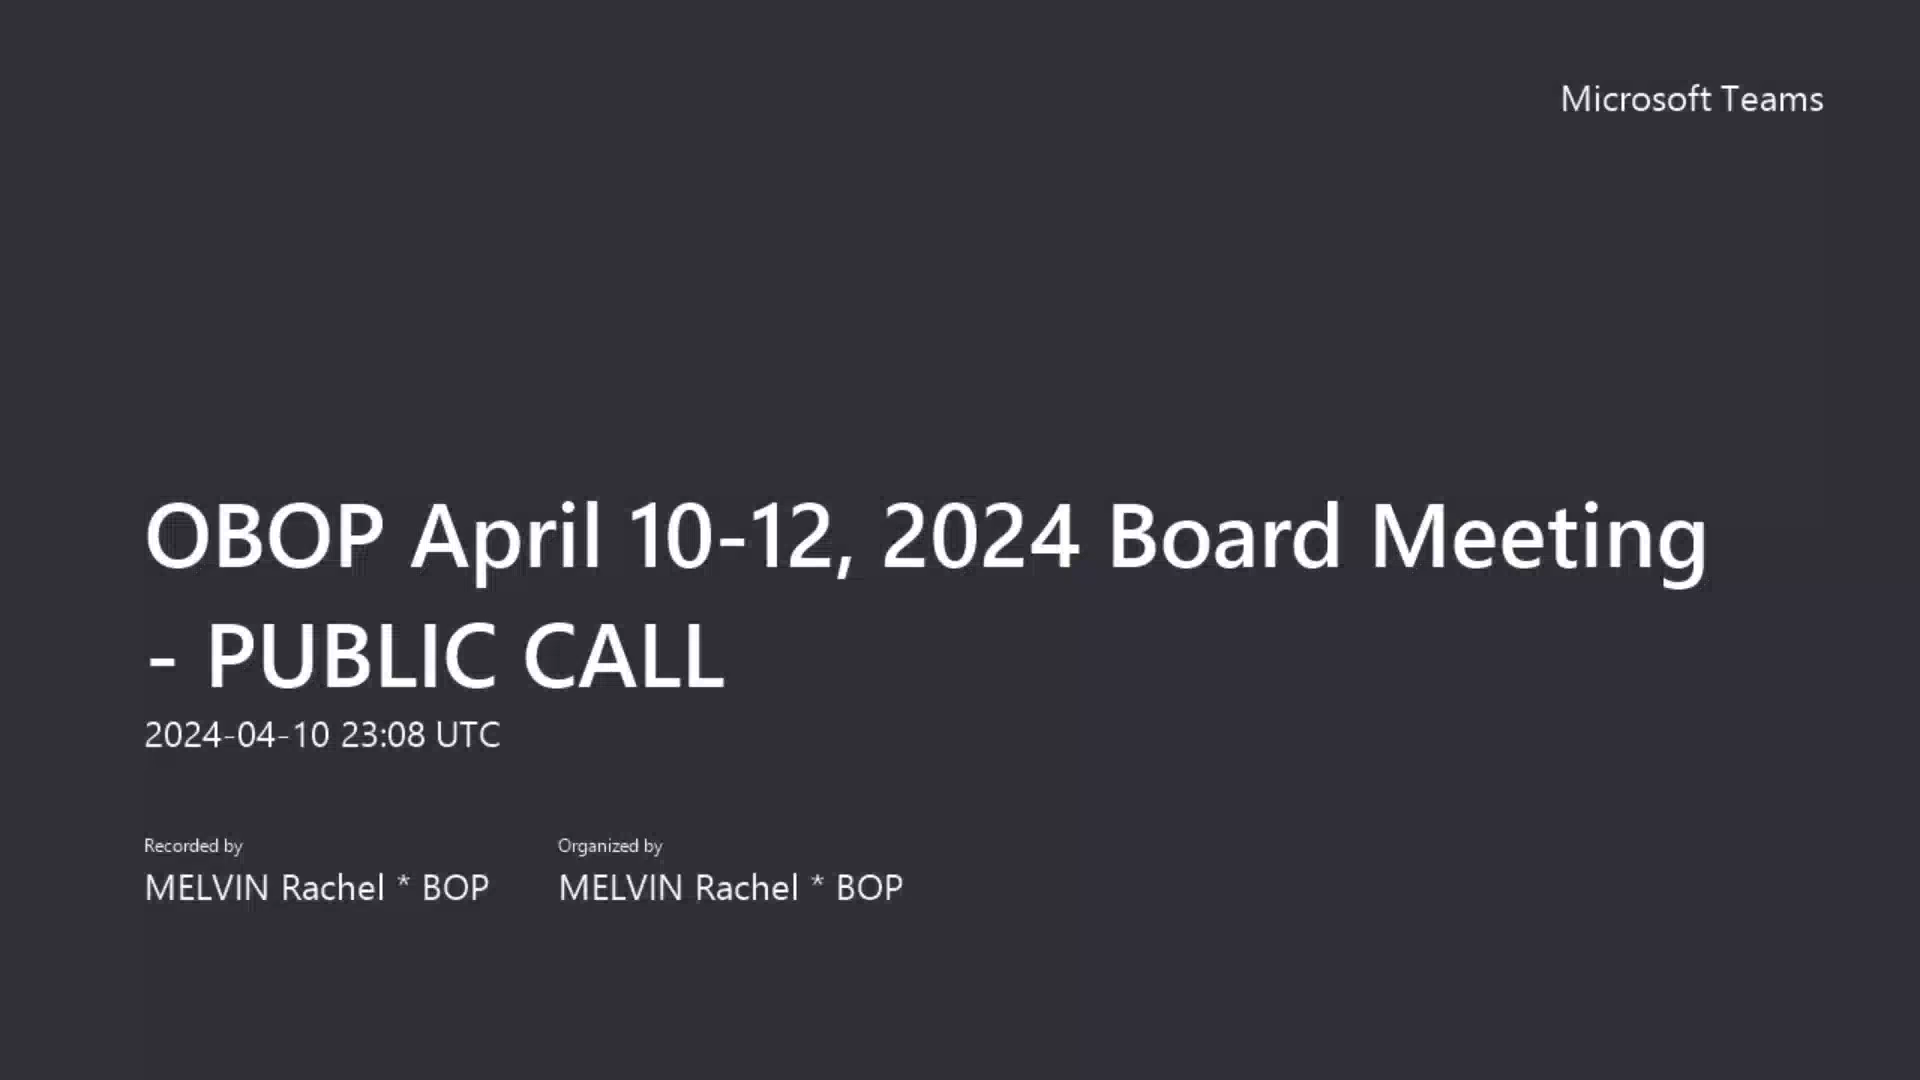 Microsoft Teams
OBOP April 10-12, 2024 Board Meeting
- PUBLIC CALL
2024-04-10 23:08 UTC
Recorded by
MELVIN Rachel * BOP
Organized by
MELVIN Rachel * BOP